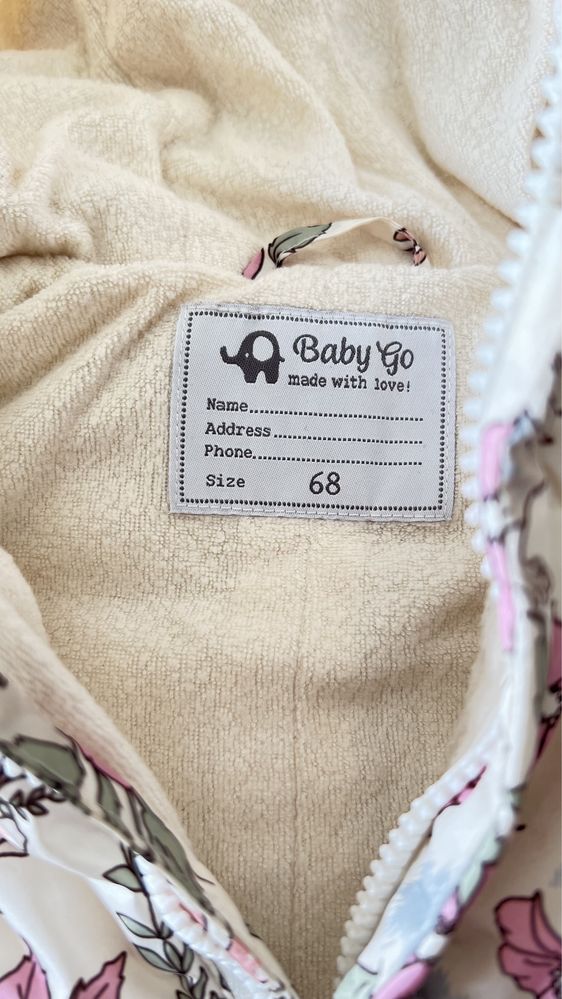 Baby Go
made with love!
Name
Address
Phone
Size 68